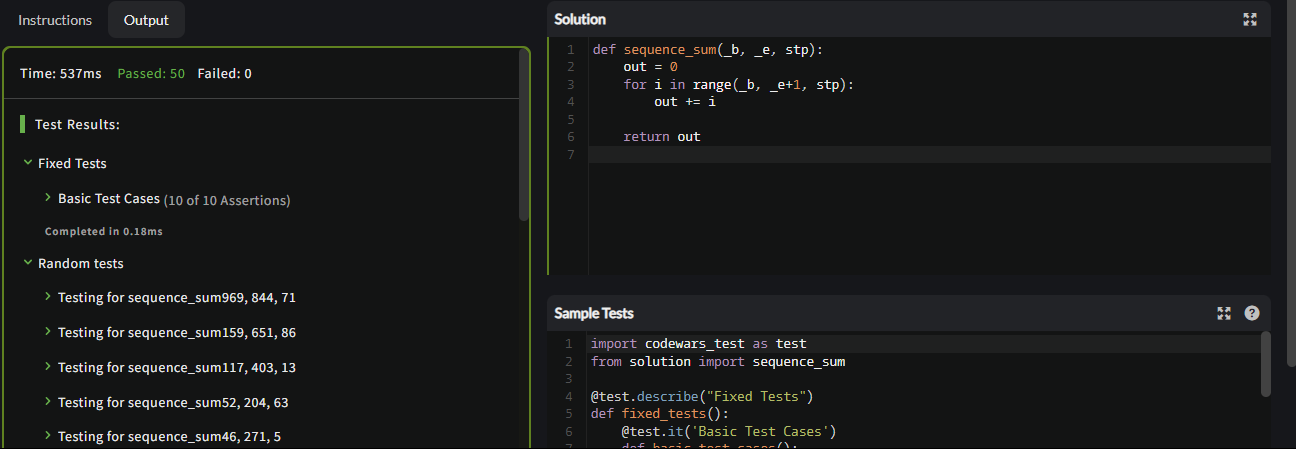 Instructions
Output
Time: 537ms Passed: 50 Failed: 0
Test Results:
Fixed Tests
Basic Test Cases (10 of 10 Assertions)
Completed in 0.18ms
Random tests
Testing for sequence_sum969, 844, 71
Testing for sequence_sum159, 651, 86
Testing for sequence_sum117, 403, 13
Testing for sequence_sum52, 204, 63
Testing for sequence_sum46, 271, 5
Solution
1 def sequence_sum(_b, _e, stp):
2 out = 0
3 for i in range(_b, _e+1, stp):
4 out += i
5
6 return out
7
Sample Tests
?
1 import codewars_test as test
2 from solution import sequence_sum
3
4 @test.describe("Fixed Tests")
5 def fixed_tests():
6 @test.it('Basic Test Cases')
7 def basic_test_cases():